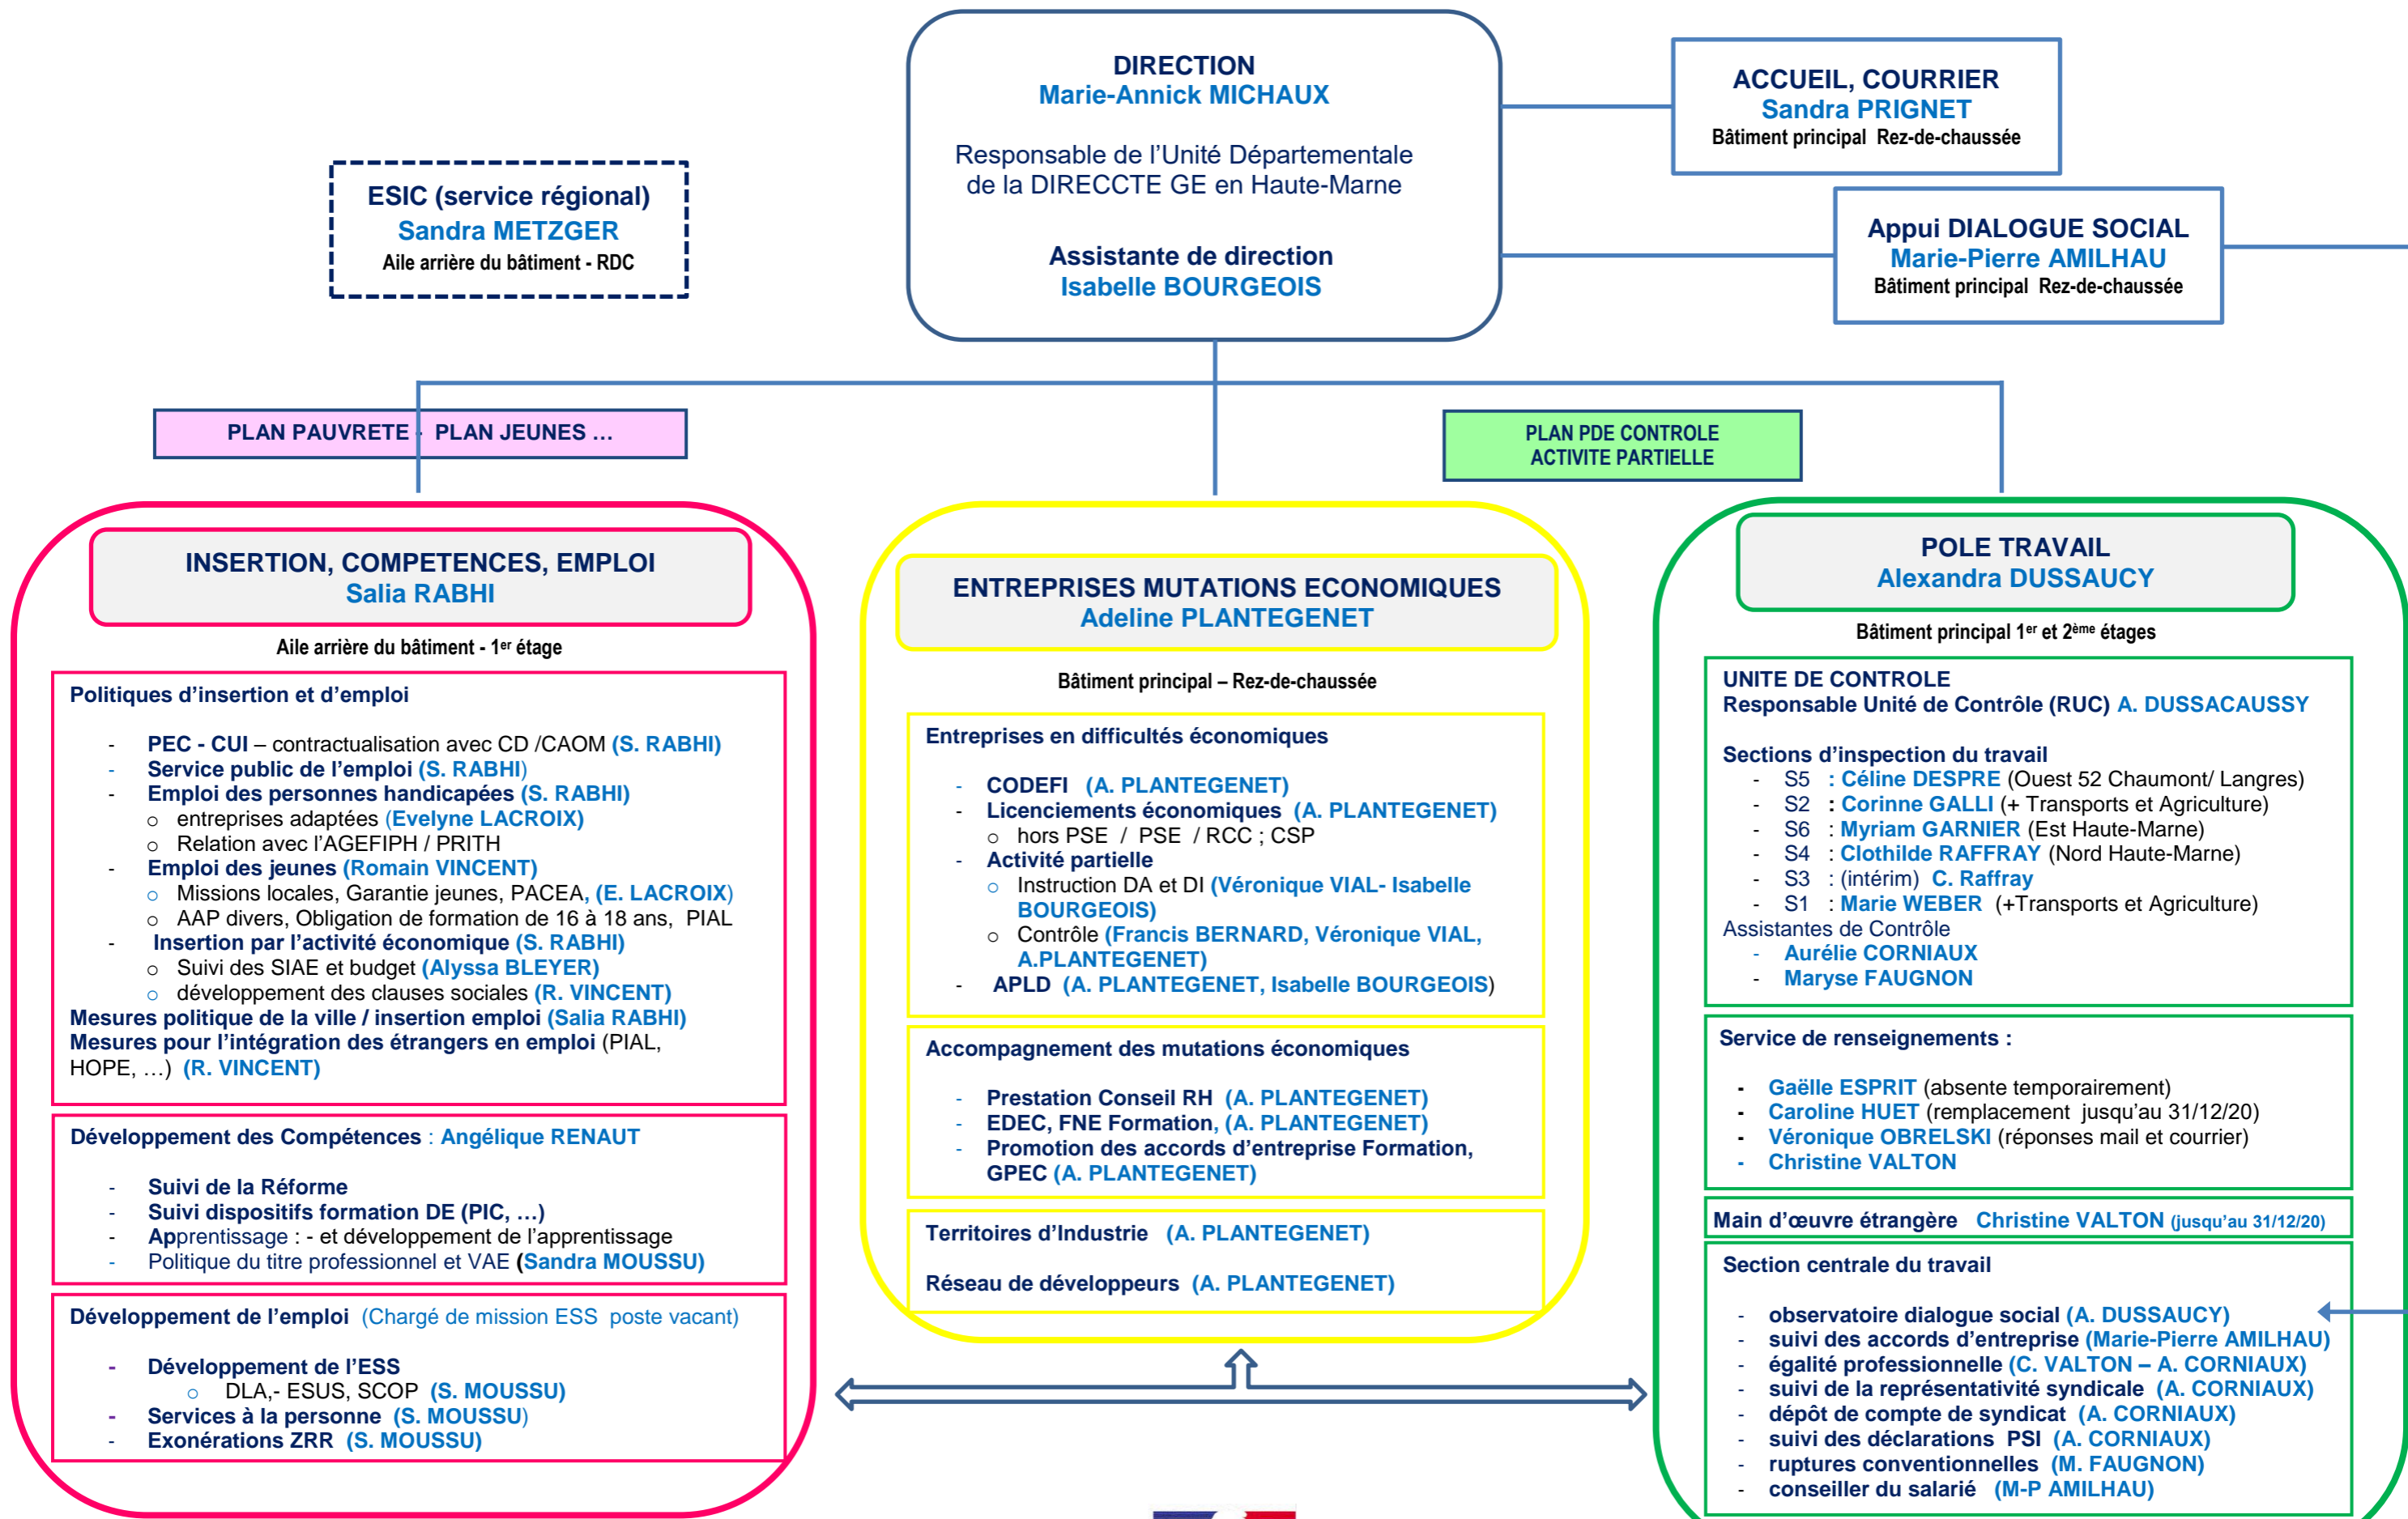 DIRECTION
Marie-Annick MICHAUX
Responsable de l'Unité Départementale
de la DIRECCTE GE en Haute-Marne
Assistante de direction
Isabelle BOURGEOIS
ACCUEIL, COURRIER
Sandra PRIGNET
Bâtiment principal Rez-de-chaussée
ESIC (service régional)
Sandra METZGER
Aile arrière du bâtiment - RDC
Appui DIALOGUE SOCIAL
Marie-Pierre AMILHAU
Bâtiment principal Rez-de-chaussée
PLAN PAUVRETE - PLAN JEUNES …
PLAN PDE CONTROLE
ACTIVITE PARTIELLE
INSERTION, COMPETENCES, EMPLOI
Salia RABHI
Aile arrière du bâtiment - 1er étage
Politiques d'insertion et d'emploi
- PEC - CUI – contractualisation avec CD /CAOM (S. RABHI)
- Service public de l'emploi (S. RABHI)
- Emploi des personnes handicapées (S. RABHI)
o entreprises adaptées (Evelyne LACROIX)
o Relation avec l'AGEFIPH / PRITH
- Emploi des jeunes (Romain VINCENT)
o Missions locales, Garantie jeunes, PACEA, (E. LACROIX)
o AAP divers, Obligation de formation de 16 à 18 ans, PIAL
- Insertion par l'activité économique (S. RABHI)
o Suivi des SIAE et budget (Alyssa BLEYER)
o développement des clauses sociales (R. VINCENT)
Mesures politique de la ville / insertion emploi (Salia RABHI)
Mesures pour l'intégration des étrangers en emploi (PIAL,
HOPE, …) (R. VINCENT)
Développement des Compétences : Angélique RENAUT
- Suivi de la Réforme
- Suivi dispositifs formation DE (PIC, …)
- Apprentissage : - et développement de l'apprentissage
- Politique du titre professionnel et VAE (Sandra MOUSSU)
Développement de l'emploi (Chargé de mission ESS poste vacant)
- Développement de l'ESS
o DLA,- ESUS, SCOP (S. MOUSSU)
- Services à la personne (S. MOUSSU)
- Exonérations ZRR (S. MOUSSU)
ENTREPRISES MUTATIONS ECONOMIQUES
Adeline PLANTEGENET
Bâtiment principal – Rez-de-chaussée
Entreprises en difficultés économiques
- CODEFI (A. PLANTEGENET)
- Licenciements économiques (A. PLANTEGENET)
o hors PSE / PSE / RCC ; CSP
- Activité partielle
o Instruction DA et DI (Véronique VIAL- Isabelle
BOURGEOIS)
o Contrôle (Francis BERNARD, Véronique VIAL,
A.PLANTEGENET)
- APLD (A. PLANTEGENET, Isabelle BOURGEOIS)
Accompagnement des mutations économiques
- Prestation Conseil RH (A. PLANTEGENET)
- EDEC, FNE Formation, (A. PLANTEGENET)
- Promotion des accords d'entreprise Formation,
GPEC (A. PLANTEGENET)
Territoires d'Industrie (A. PLANTEGENET)
Réseau de développeurs (A. PLANTEGENET)
POLE TRAVAIL
Alexandra DUSSAUCY
Bâtiment principal 1er et 2ème étages
UNITE DE CONTROLE
Responsable Unité de Contrôle (RUC) A. DUSSACAUSSY
Sections d'inspection du travail
- S5 : Céline DESPRE (Ouest 52 Chaumont/ Langres)
- S2 : Corinne GALLI (+ Transports et Agriculture)
- S6 : Myriam GARNIER (Est Haute-Marne)
- S4 : Clothilde RAFFRAY (Nord Haute-Marne)
- S3 : (intérim) C. Raffray
- S1 : Marie WEBER (+Transports et Agriculture)
Assistantes de Contrôle
- Aurélie CORNIAUX
- Maryse FAUGNON
Service de renseignements :
- Gaëlle ESPRIT (absente temporairement)
- Caroline HUET (remplacement jusqu'au 31/12/20)
- Véronique OBRELSKI (réponses mail et courrier)
- Christine VALTON
Main d'œuvre étrangère Christine VALTON (jusqu'au 31/12/20)
Section centrale du travail
- observatoire dialogue social (A. DUSSAUCY)
- suivi des accords d'entreprise (Marie-Pierre AMILHAU)
- égalité professionnelle (C. VALTON – A. CORNIAUX)
- suivi de la représentativité syndicale (A. CORNIAUX)
- dépôt de compte de syndicat (A. CORNIAUX)
- suivi des déclarations PSI (A. CORNIAUX)
- ruptures conventionnelles (M. FAUGNON)
- conseiller du salarié (M-P AMILHAU)